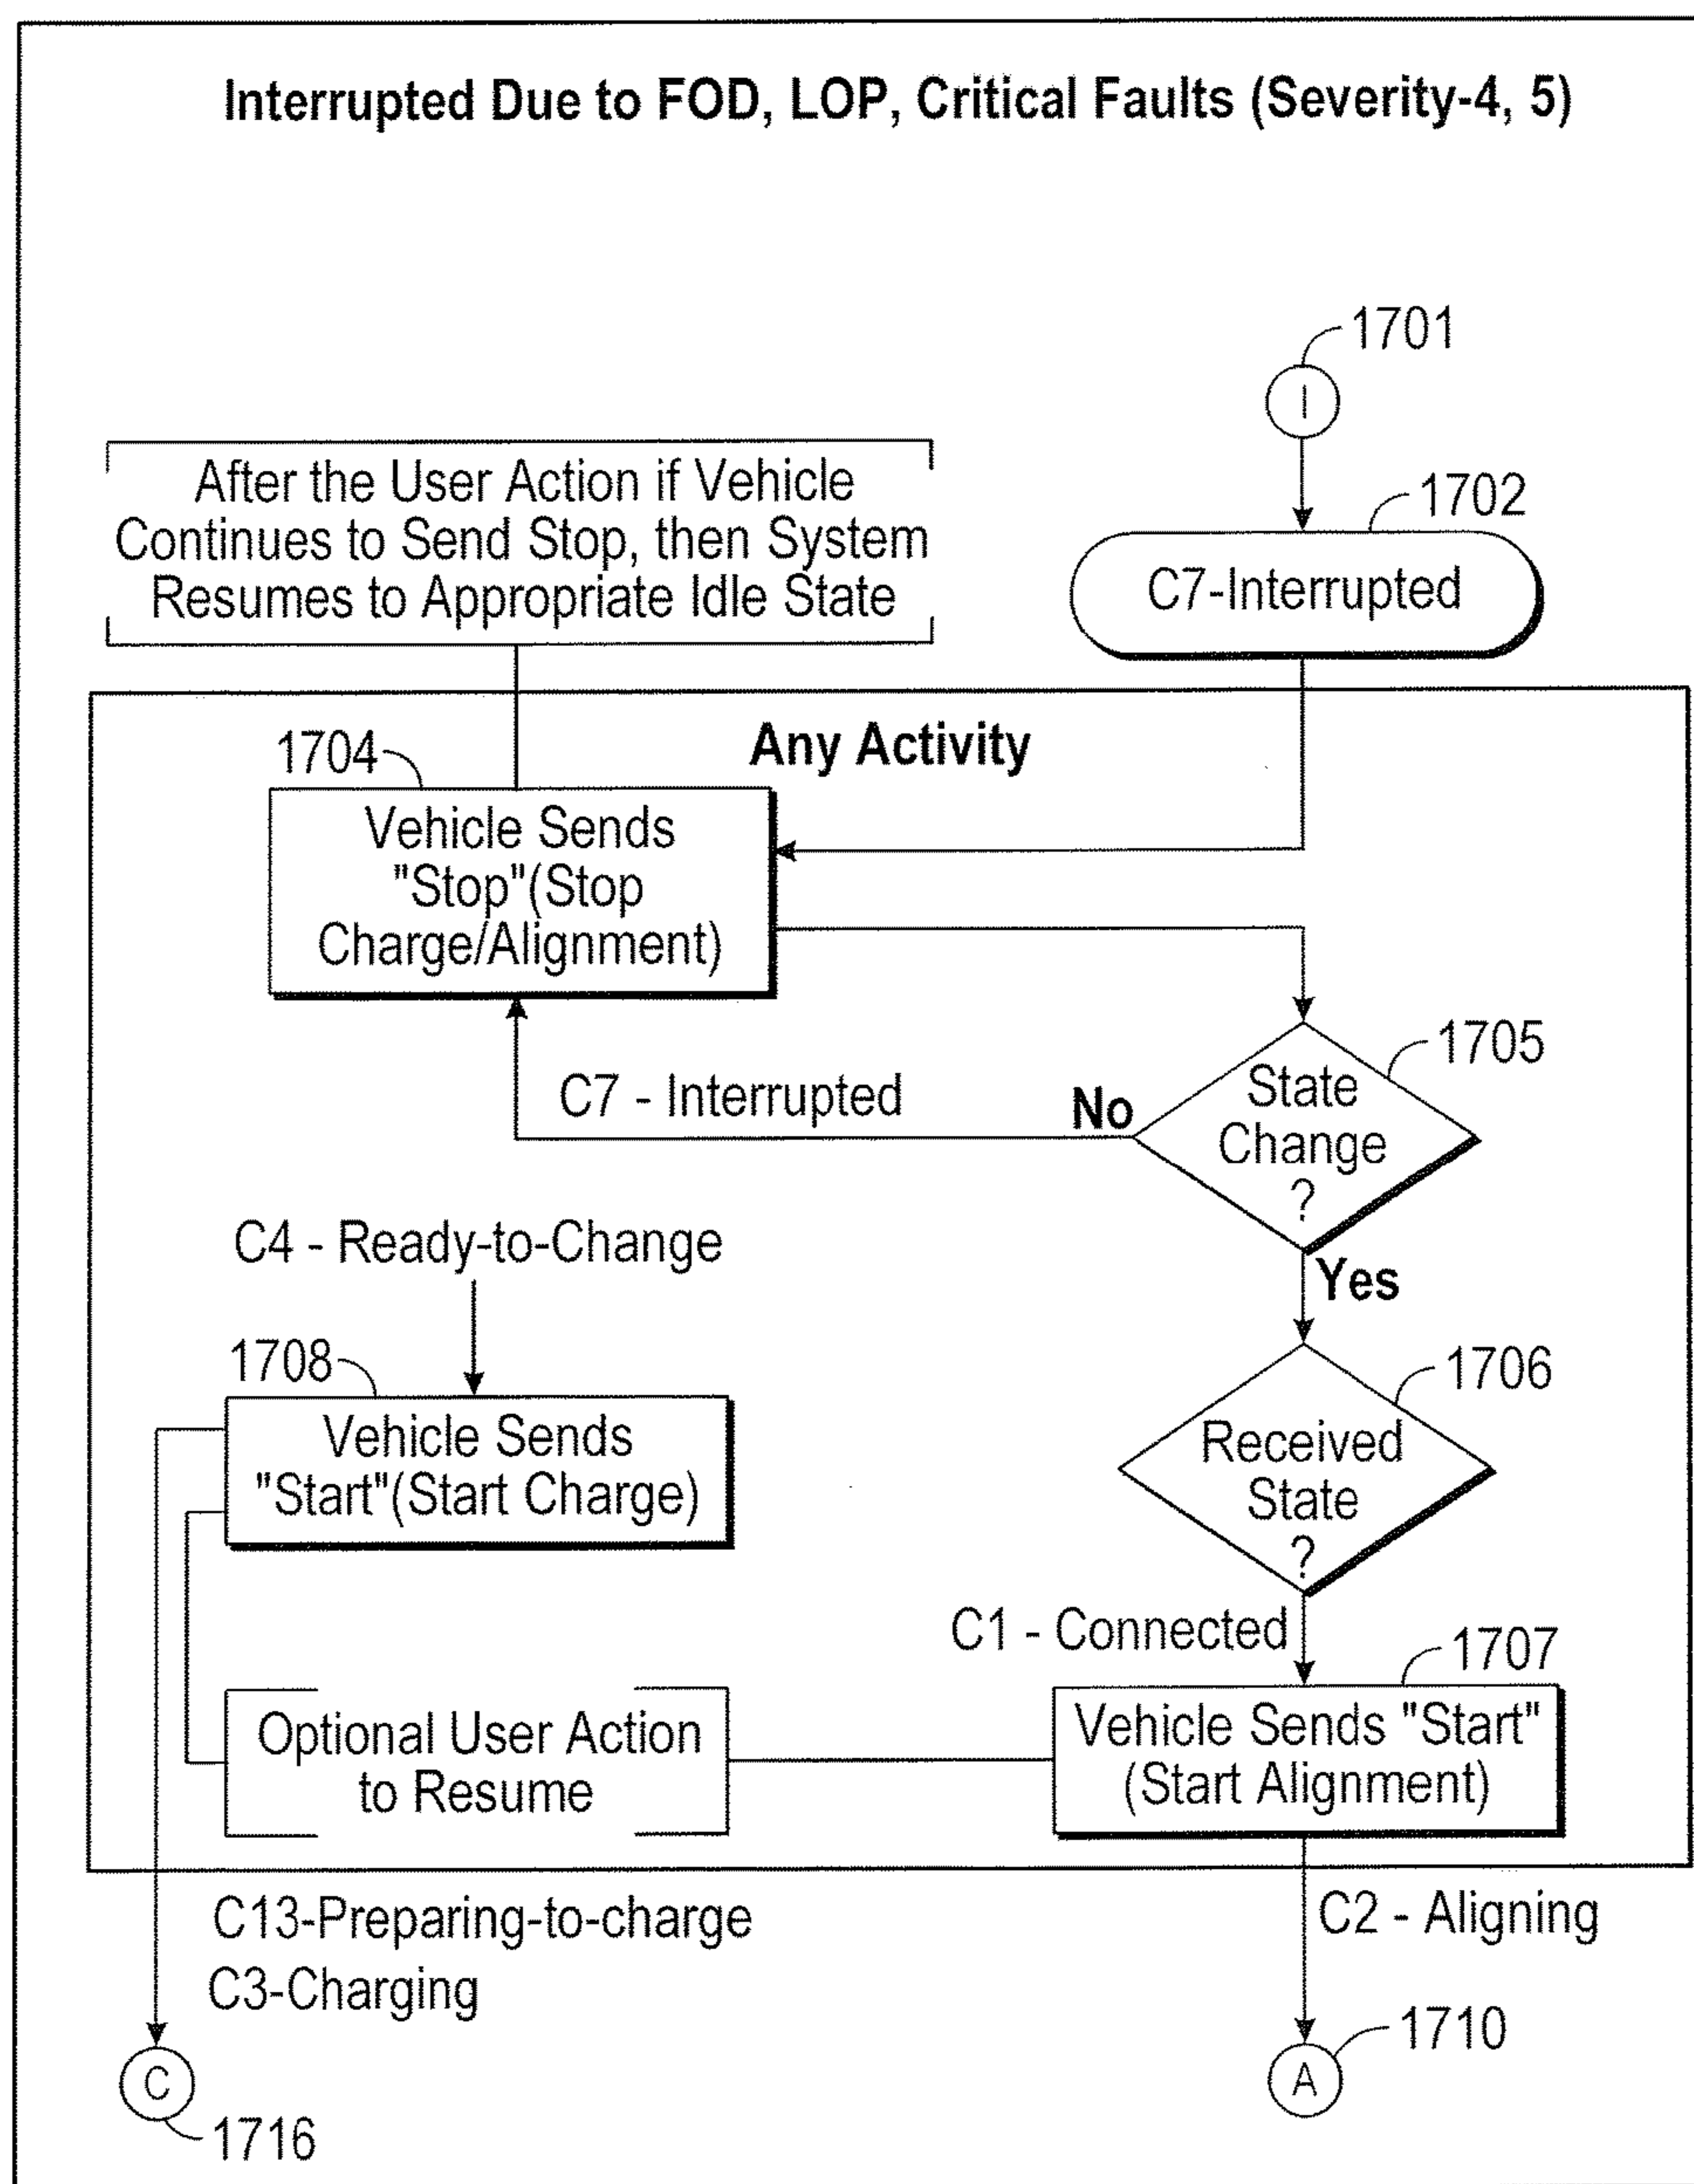 Interrupted Due to FOD, LOP, Critical Faults (Severity-4, 5)
1701
I
After the User Action if Vehicle
Continues to Send Stop, then System
Resumes to Appropriate Idle State
1702
C7-Interrupted
Any Activity
1704
Vehicle Sends
"Stop"(Stop
Charge/Alignment)
1705
State
Change
?
C7 - Interrupted
No
Yes
C4 - Ready-to-Change
1708
Vehicle Sends
"Start"(Start Charge)
1706
Received
State
?
C1 - Connected
1707
Vehicle Sends "Start"
(Start Alignment)
Optional User Action
to Resume
C13-Preparing-to-charge
C3-Charging
C2 - Aligning
C
1716
1710
A